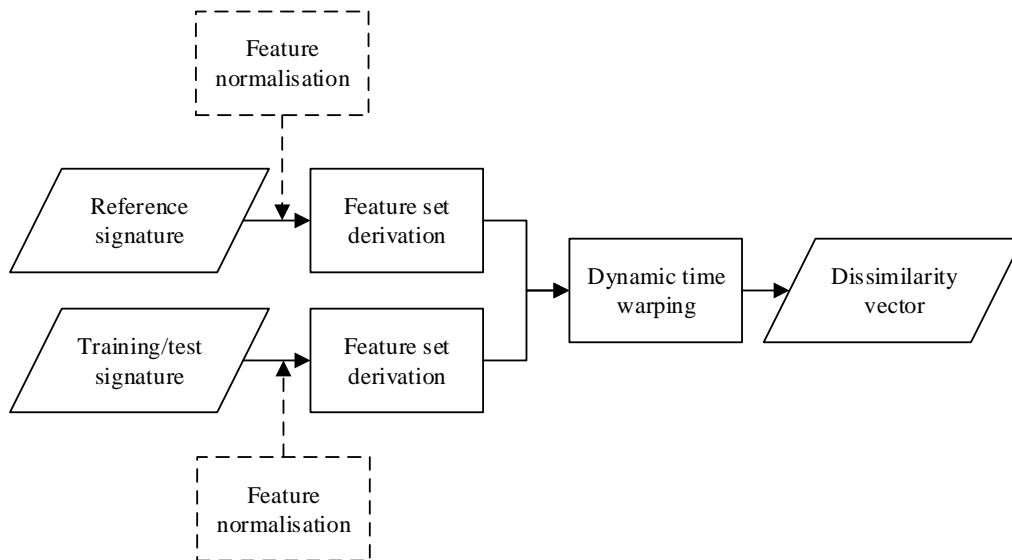 Feature
normalisation
Reference
signature
Feature set
derivation
Dynamic time
warping
Dissimilarity
vector
Training/test
signature
Feature set
derivation
Feature
normalisation